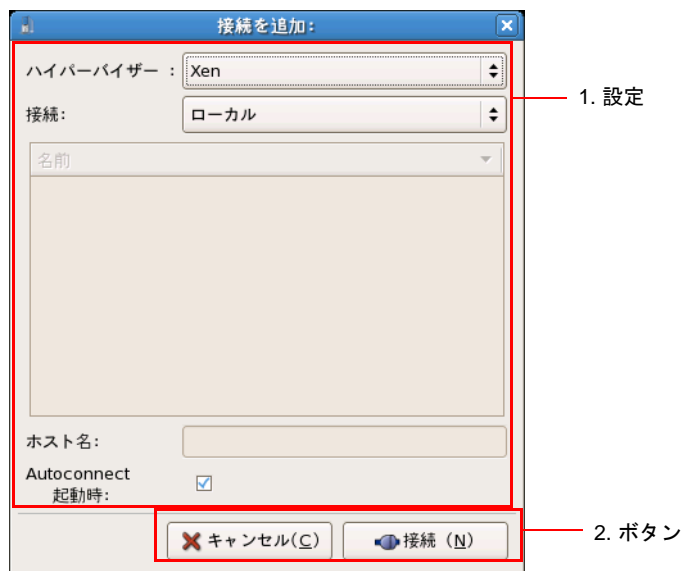 接続を追加:
ハイパーバイザー : Xen
接続: ローカル
名前
ホスト名:
Autoconnect
起動時:
キャンセル(C) 接続 (N)
1. 設定
2. ボタン